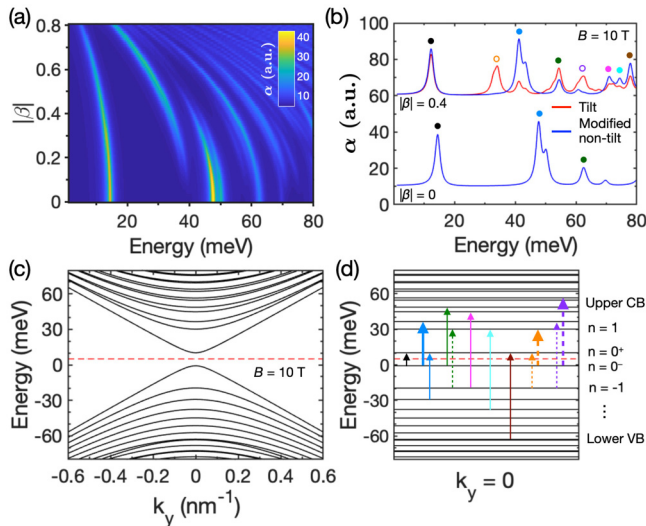 (a)
0.8
0.6
0.4
0.2
0
|β|
20 40 60 80
Energy (meV)
α (a.u.)
40
30
20
10
(b)
100
80
60
40
20
0
α (a.u.)
B = 10 T
|β| = 0.4
Tilt
Modified
non-tilt
|β| = 0
20 40 60 80
Energy (meV)
(c)
60
30
0
-30
-60
Energy (meV)
B = 10 T
-0.6 -0.4 -0.2 0 0.2 0.4 0.6
k_y (nm⁻¹)
(d)
60
30
0
-30
-60
Energy (meV)
Upper CB
n = 1
n = 0⁺
n = 0⁻
n = -1
⋮
Lower VB
k_y = 0